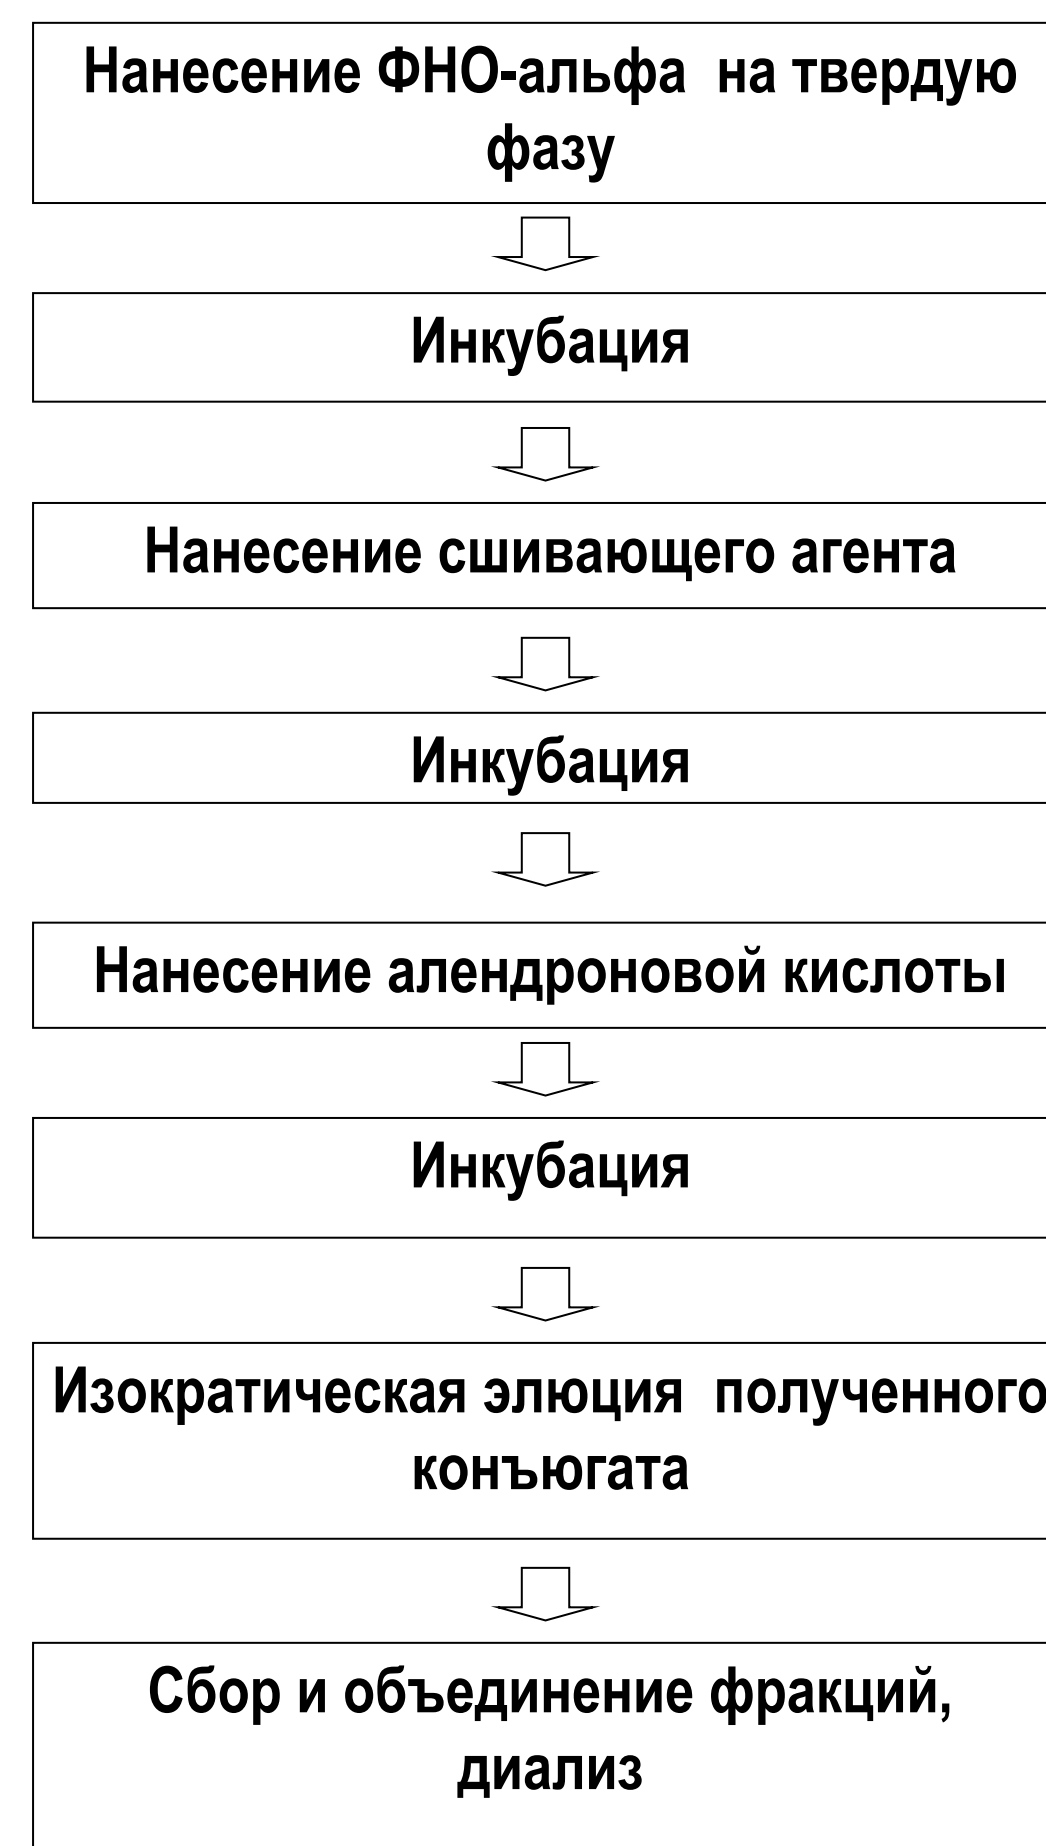 Нанесение ФНО-альфа  на твердую
фазу
Инкубация
Нанесение сшивающего агента
Инкубация
Нанесение алендроновой кислоты
Инкубация
Изократическая элюция  полученного
конъюгата
Сбор и объединение фракций,
диализ